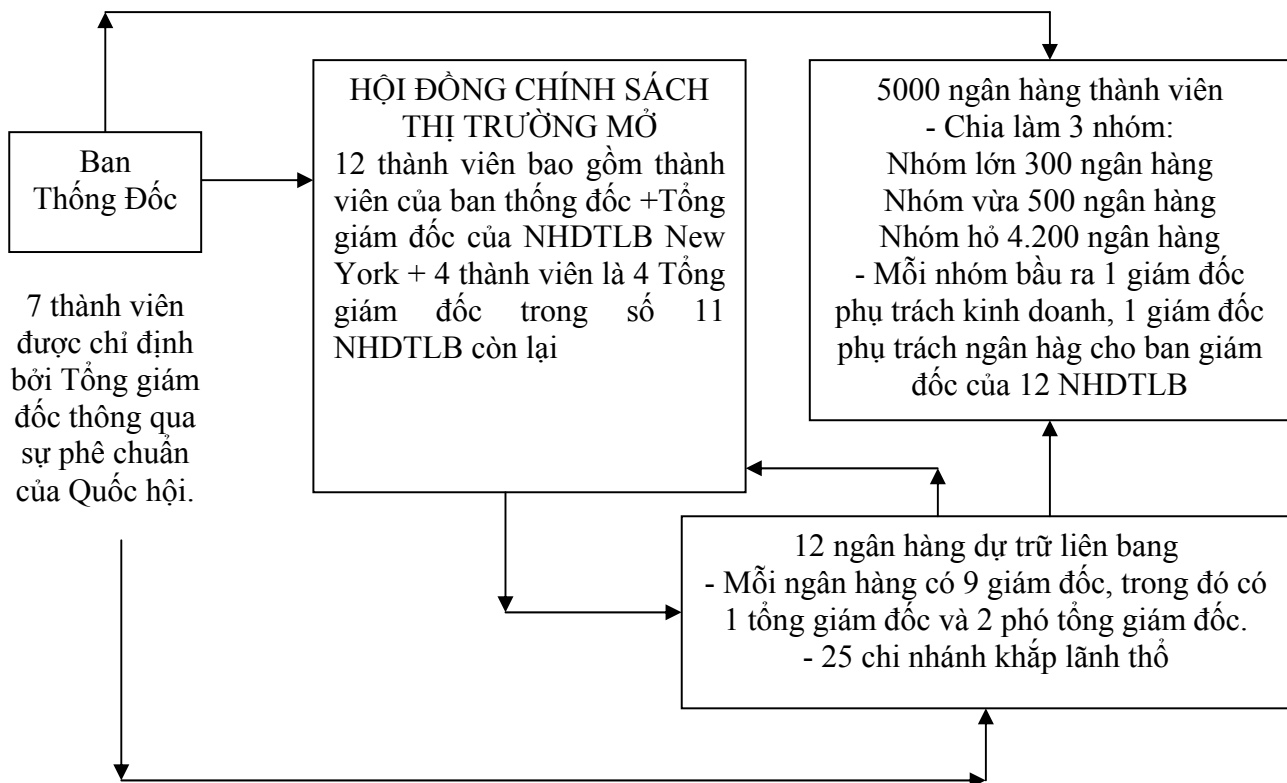 Ban
Thống Đốc
7 thành viên
được chỉ định
bởi Tổng giám
đốc thông qua
sự phê chuẩn
của Quốc hội.
HỘI ĐỒNG CHÍNH SÁCH
THỊ TRƯỜNG MỞ
12 thành viên bao gồm thành
viên của ban thống đốc +Tổng
giám đốc của NHDTLB New
York + 4 thành viên là 4 Tổng
giám đốc trong số 11
NHDTLB còn lại
5000 ngân hàng thành viên
- Chia làm 3 nhóm:
Nhóm lớn 300 ngân hàng
Nhóm vừa 500 ngân hàng
Nhóm hỏ 4.200 ngân hàng
- Mỗi nhóm bầu ra 1 giám đốc
phụ trách kinh doanh, 1 giám đốc
phụ trách ngân hàg cho ban giám
đốc của 12 NHDTLB
12 ngân hàng dự trữ liên bang
- Mỗi ngân hàng có 9 giám đốc, trong đó có
1 tổng giám đốc và 2 phó tổng giám đốc.
- 25 chi nhánh khắp lãnh thổ